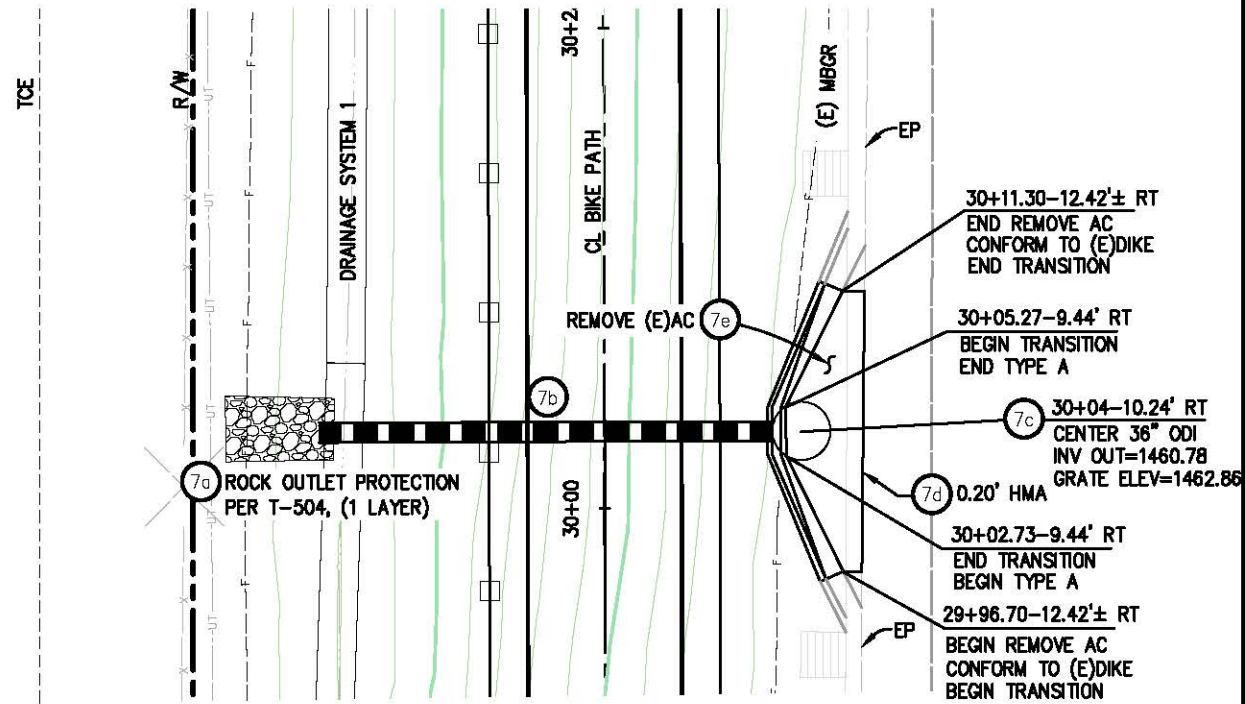 TCE
R/W
DRAINAGE SYSTEM 1
30+2
CL BIKE PATH
(E) MBGR
EP
30+11.30-12.42'± RT
END REMOVE AC
CONFORM TO (E)DIKE
END TRANSITION
REMOVE (E)AC
7e
30+05.27-9.44' RT
BEGIN TRANSITION
END TYPE A
7b
7c
30+04-10.24' RT
CENTER 36" ODI
INV OUT=1460.78
GRATE ELEV=1462.86
7a
ROCK OUTLET PROTECTION
PER T-504, (1 LAYER)
30+00
7d
0.20' HMA
30+02.73-9.44' RT
END TRANSITION
BEGIN TYPE A
29+96.70-12.42'± RT
EP
BEGIN REMOVE AC
CONFORM TO (E)DIKE
BEGIN TRANSITION
F
F
F
F
F